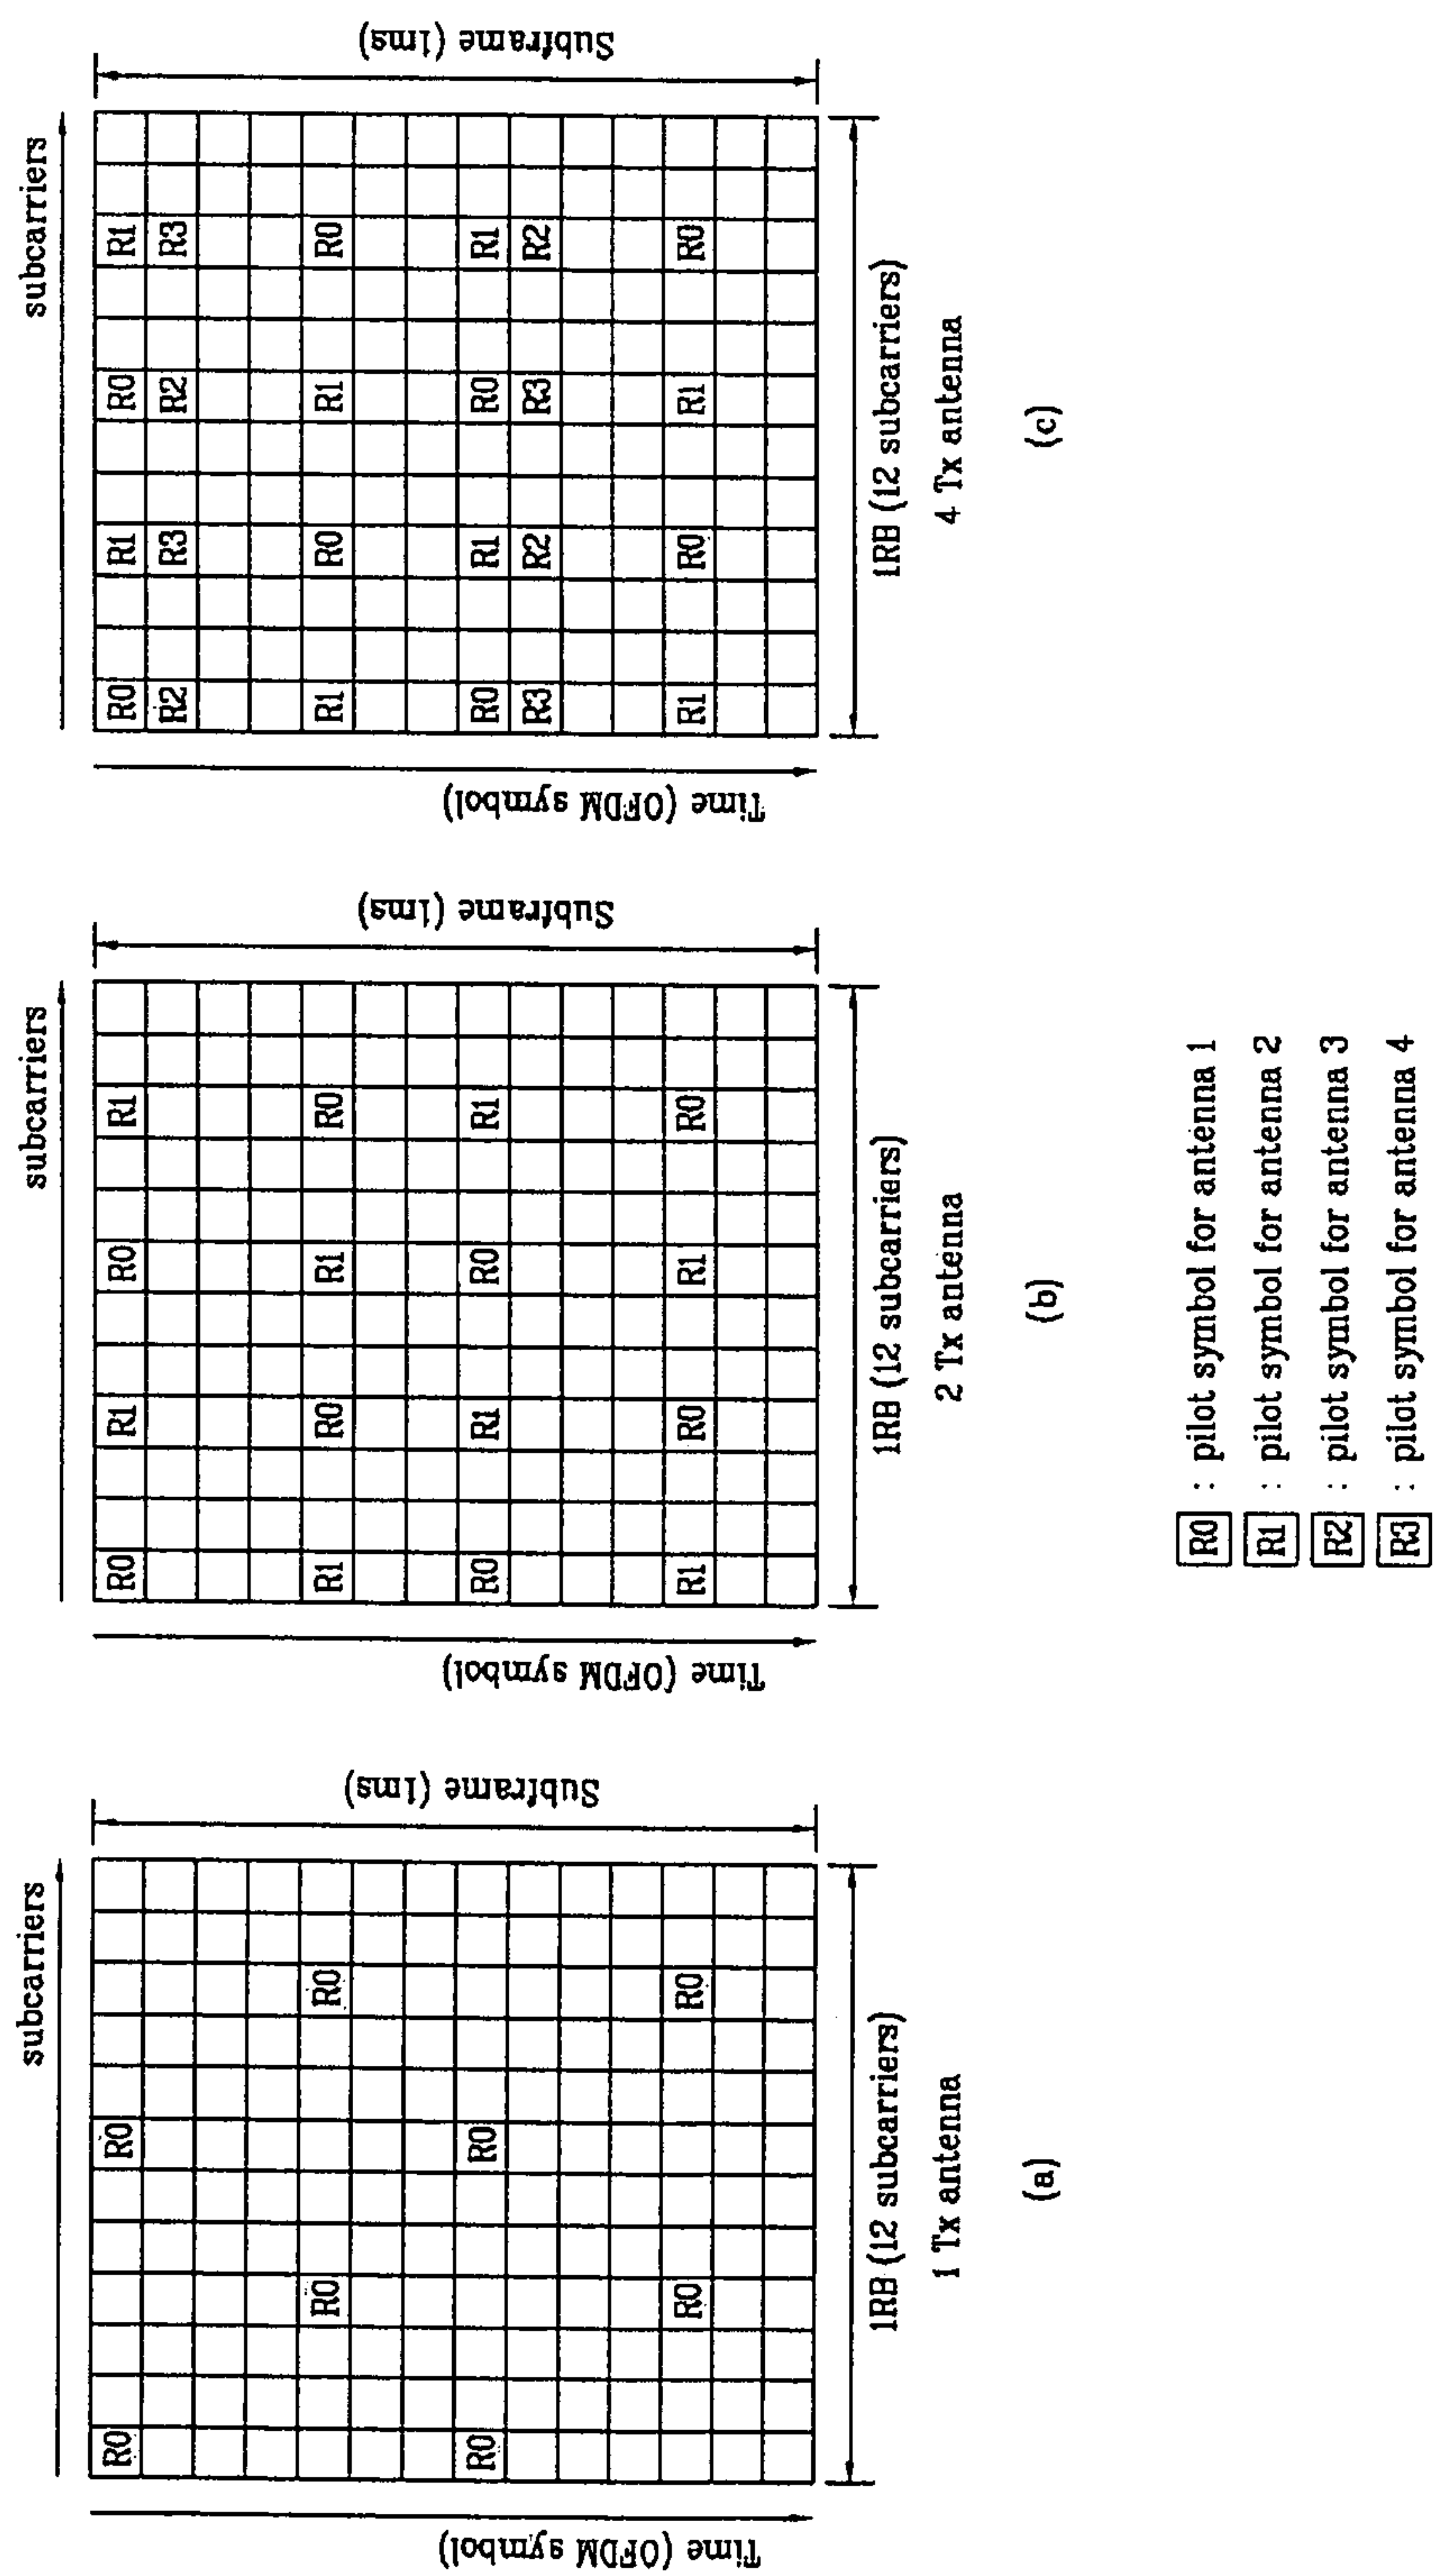 subcarriers
Time (OFDM symbol)
Subframe (1ms)
R0 R0
R0 R0
R0 R0
R0 R0
1RB (12 subcarriers)
1 Tx antenna
(a)
subcarriers
Time (OFDM symbol)
Subframe (1ms)
R0 R1 R0 R1
R1 R0 R1 R0
R0 R1 R0 R1
R1 R0 R1 R0
1RB (12 subcarriers)
2 Tx antenna
(b)
subcarriers
Time (OFDM symbol)
Subframe (1ms)
R0 R1 R0 R1
R2 R3 R2 R3
R1 R0 R1 R0
R0 R1 R0 R1
R3 R2 R3 R2
R1 R0 R1 R0
1RB (12 subcarriers)
4 Tx antenna
(c)
R0 : pilot symbol for antenna 1
R1 : pilot symbol for antenna 2
R2 : pilot symbol for antenna 3
R3 : pilot symbol for antenna 4